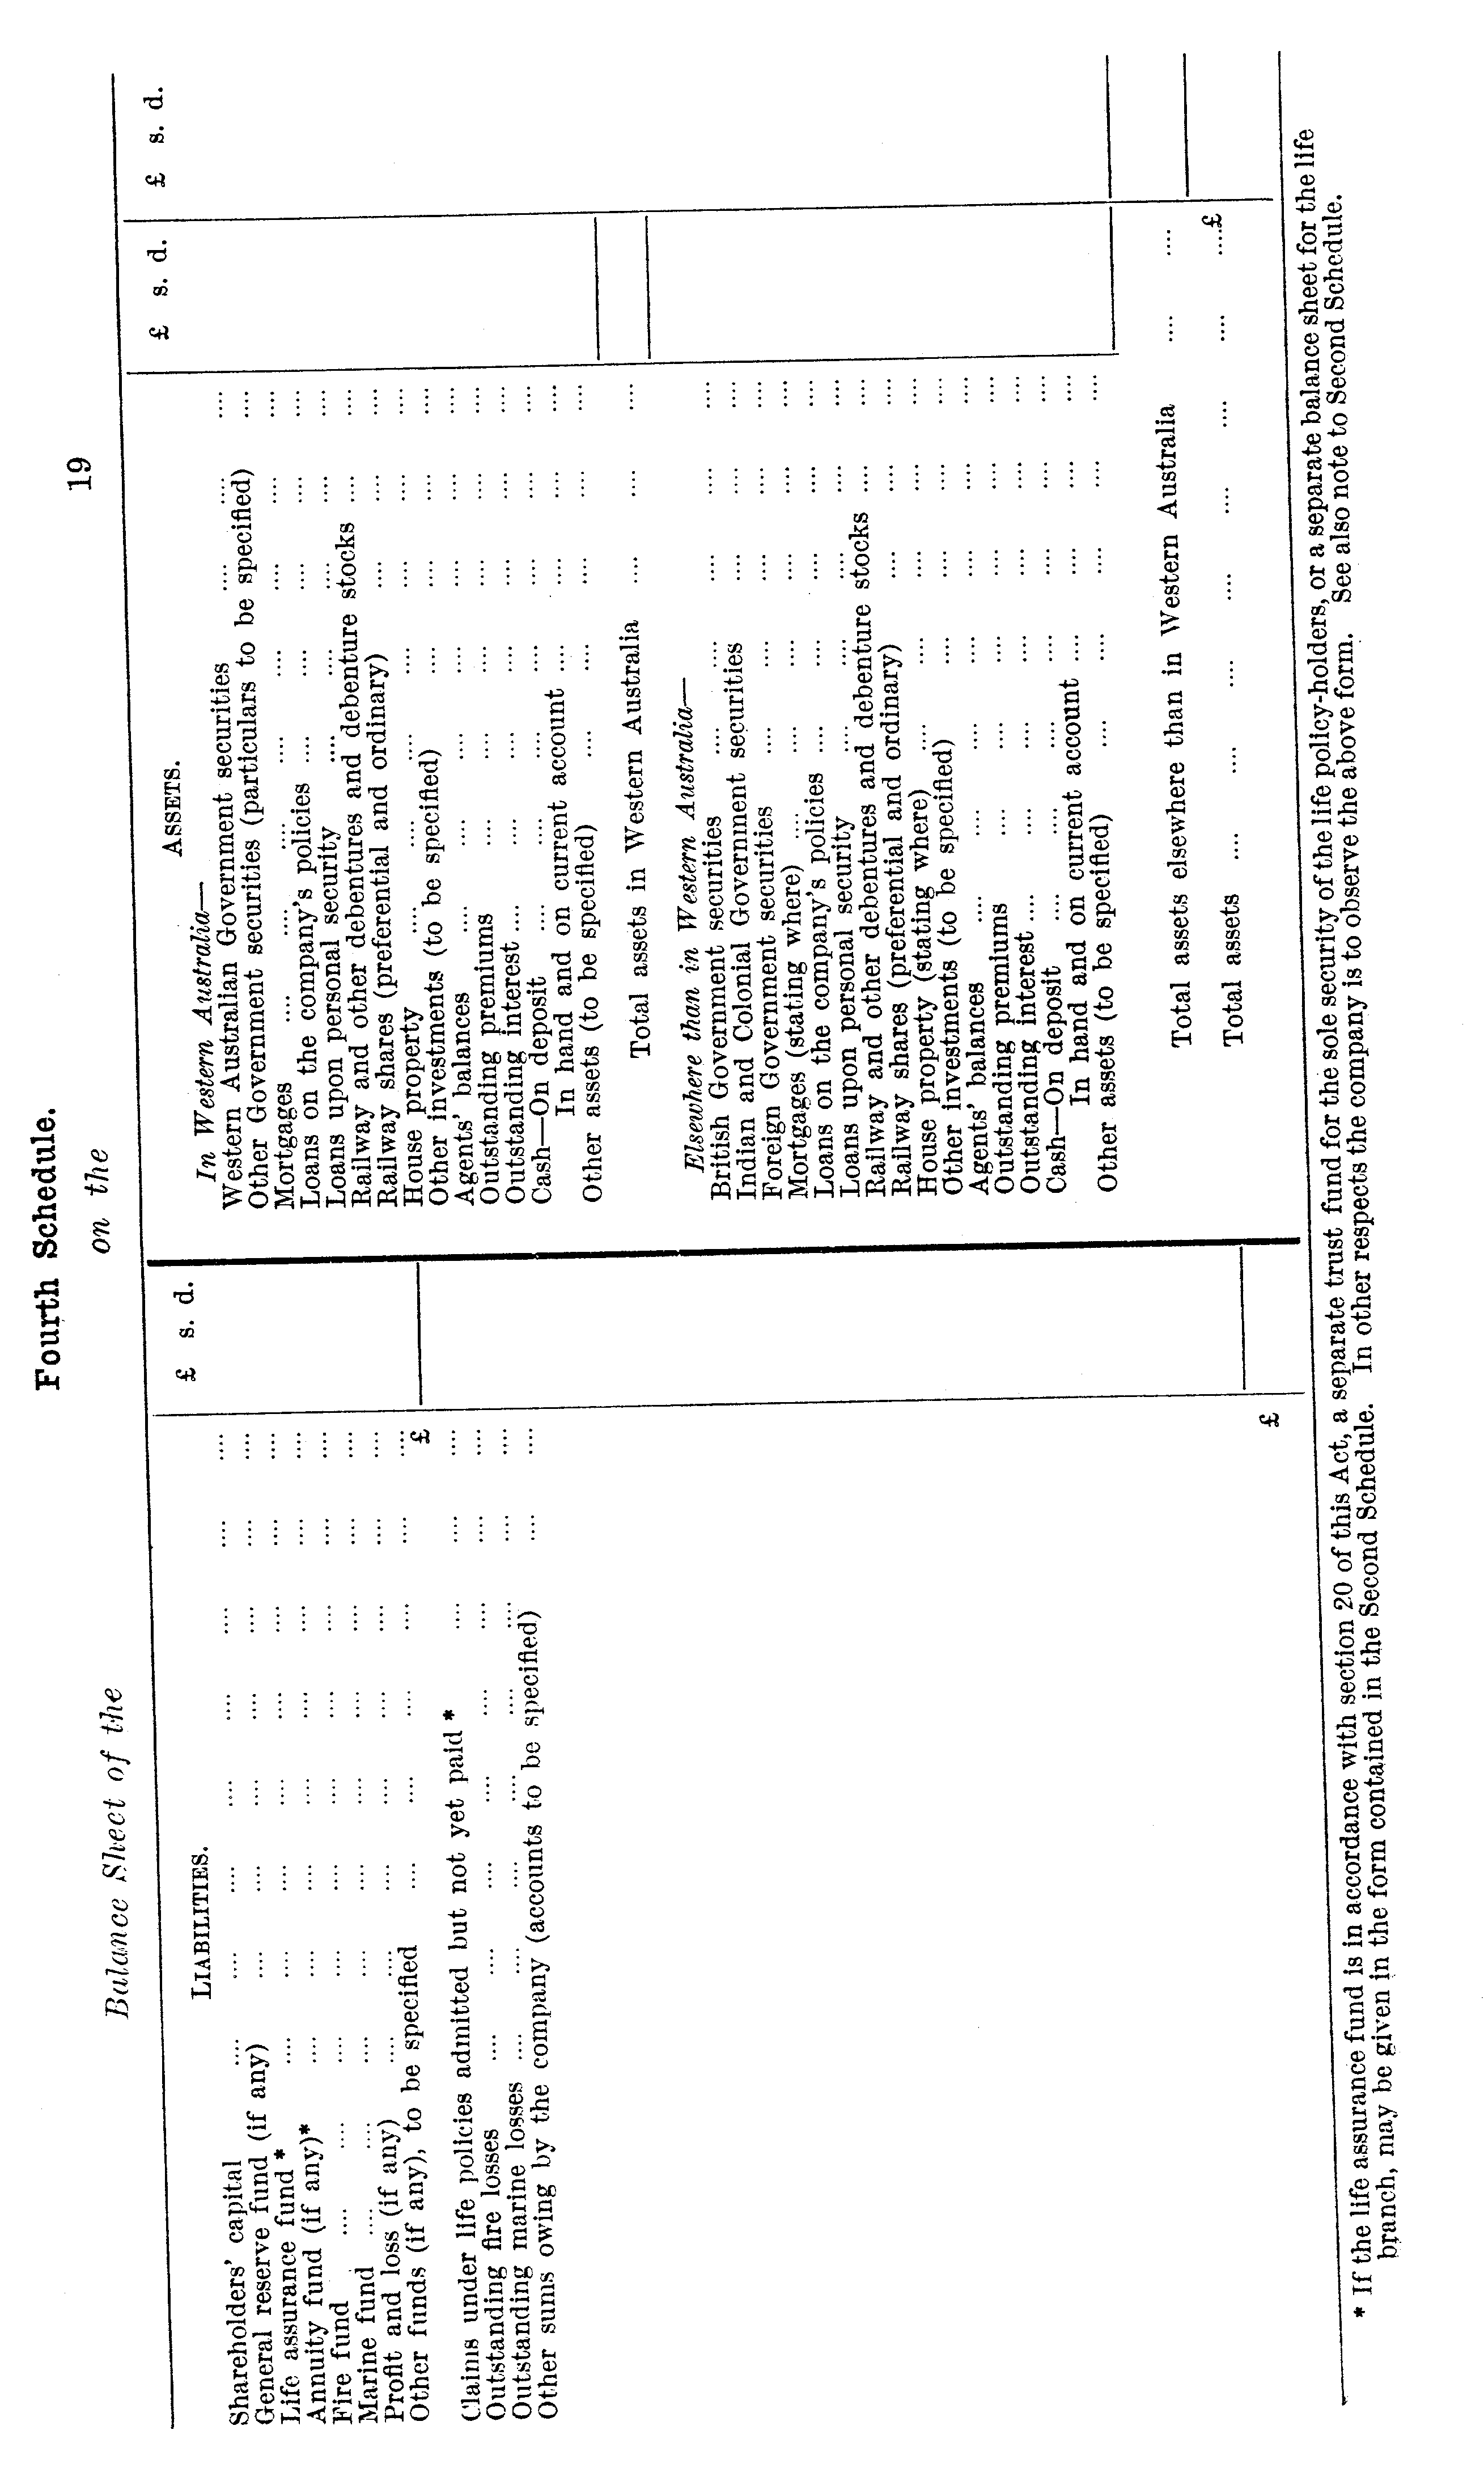 Fourth Schedule.
Balance Sheet of the on the 19
LIABILITIES.
£ s. d.
Shareholders' capital .... .... .... .... .... .... .... ....
General reserve fund (if any) .... .... .... .... .... .... ....
Life assurance fund * .... .... .... .... .... .... .... ....
Annuity fund (if any)* .... .... .... .... .... .... .... ....
Fire fund .... .... .... .... .... .... .... .... .... ....
Marine fund .... .... .... .... .... .... .... .... .... ....
Profit and loss (if any) .... .... .... .... .... .... .... ....
Other funds (if any), to be specified .... .... .... .... .... ....
£
Claims under life policies admitted but not yet paid * .... .... ....
Outstanding fire losses .... .... .... .... .... .... .... ....
Outstanding marine losses .... .... .... .... .... .... .... ....
Other sums owing by the company (accounts to be specified) .... ....
£
ASSETS.
£ s. d. £ s. d.
In Western Australia—
Western Australian Government securities .... .... ....
Other Government securities (particulars to be specified) ....
Mortgages .... .... .... .... .... .... .... ....
Loans on the company's policies .... .... .... .... ....
Loans upon personal security .... .... .... .... ....
Railway and other debentures and debenture stocks .... ....
Railway shares (preferential and ordinary) .... .... ....
House property .... .... .... .... .... .... ....
Other investments (to be specified) .... .... .... ....
Agents' balances .... .... .... .... .... .... ....
Outstanding premiums .... .... .... .... .... ....
Outstanding interest .... .... .... .... .... .... ....
Cash—On deposit .... .... .... .... .... .... ....
In hand and on current account .... .... .... ....
Other assets (to be specified) .... .... .... .... ....
Total assets in Western Australia .... .... ....
Elsewhere than in Western Australia—
British Government securities .... .... .... .... ....
Indian and Colonial Government securities .... .... ....
Foreign Government securities .... .... .... .... ....
Mortgages (stating where) .... .... .... .... .... ....
Loans on the company's policies .... .... .... .... ....
Loans upon personal security .... .... .... .... ....
Railway and other debentures and debenture stocks .... ....
Railway shares (preferential and ordinary) .... .... ....
House property (stating where) .... .... .... .... ....
Other investments (to be specified) .... .... .... ....
Agents' balances .... .... .... .... .... .... ....
Outstanding premiums .... .... .... .... .... ....
Outstanding interest .... .... .... .... .... .... ....
Cash—On deposit .... .... .... .... .... .... ....
In hand and on current account .... .... .... ....
Other assets (to be specified) .... .... .... .... ....
Total assets elsewhere than in Western Australia .... ....
Total assets .... .... .... .... .... .... .... ....£
* If the life assurance fund is in accordance with section 20 of this Act, a separate trust fund for the sole security of the life policy-holders, or a separate balance sheet for the life
branch, may be given in the form contained in the Second Schedule. In other respects the company is to observe the above form. See also note to Second Schedule.